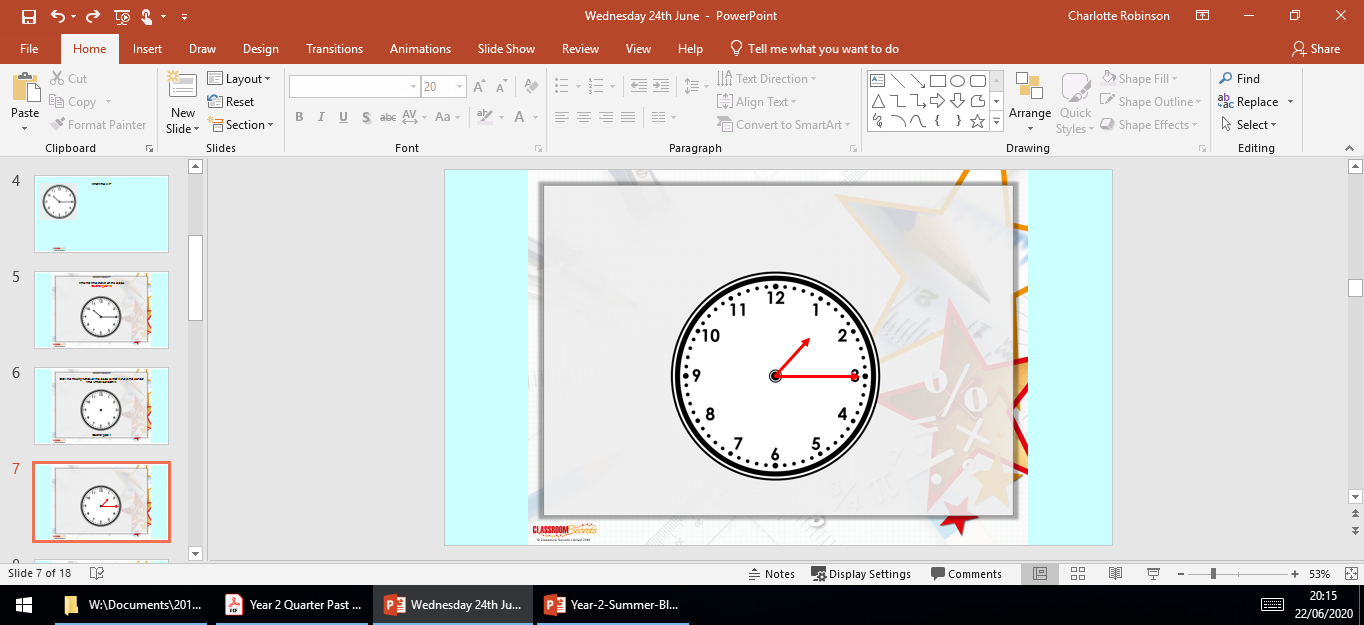 Wednesday 24th June - PowerPoint
Charlotte Robinson
File Home Insert Draw Design Transitions Animations Slide Show Review View Help Tell me what you want to do Share
Paste
Cut
Copy
Format Painter
Clipboard
New Slide
Layout
Reset
Section
Slides
20
B I U S abc AV Aa A
Font
Text Direction
Align Text
Convert to SmartArt
Paragraph
Arrange
Quick Styles
Shape Fill
Shape Outline
Shape Effects
Drawing
Find
Replace
Select
Editing
4
5
6
7
12
1
2
3
4
5
6
7
8
9
10
11
CLASSROOM Secrets
Slide 7 of 18
Notes
Display Settings
Comments
53%
W:\Documents\201...
Year 2 Quarter Past ...
Wednesday 24th Ju...
Year-2-Summer-Bl...
20:15
22/06/2020